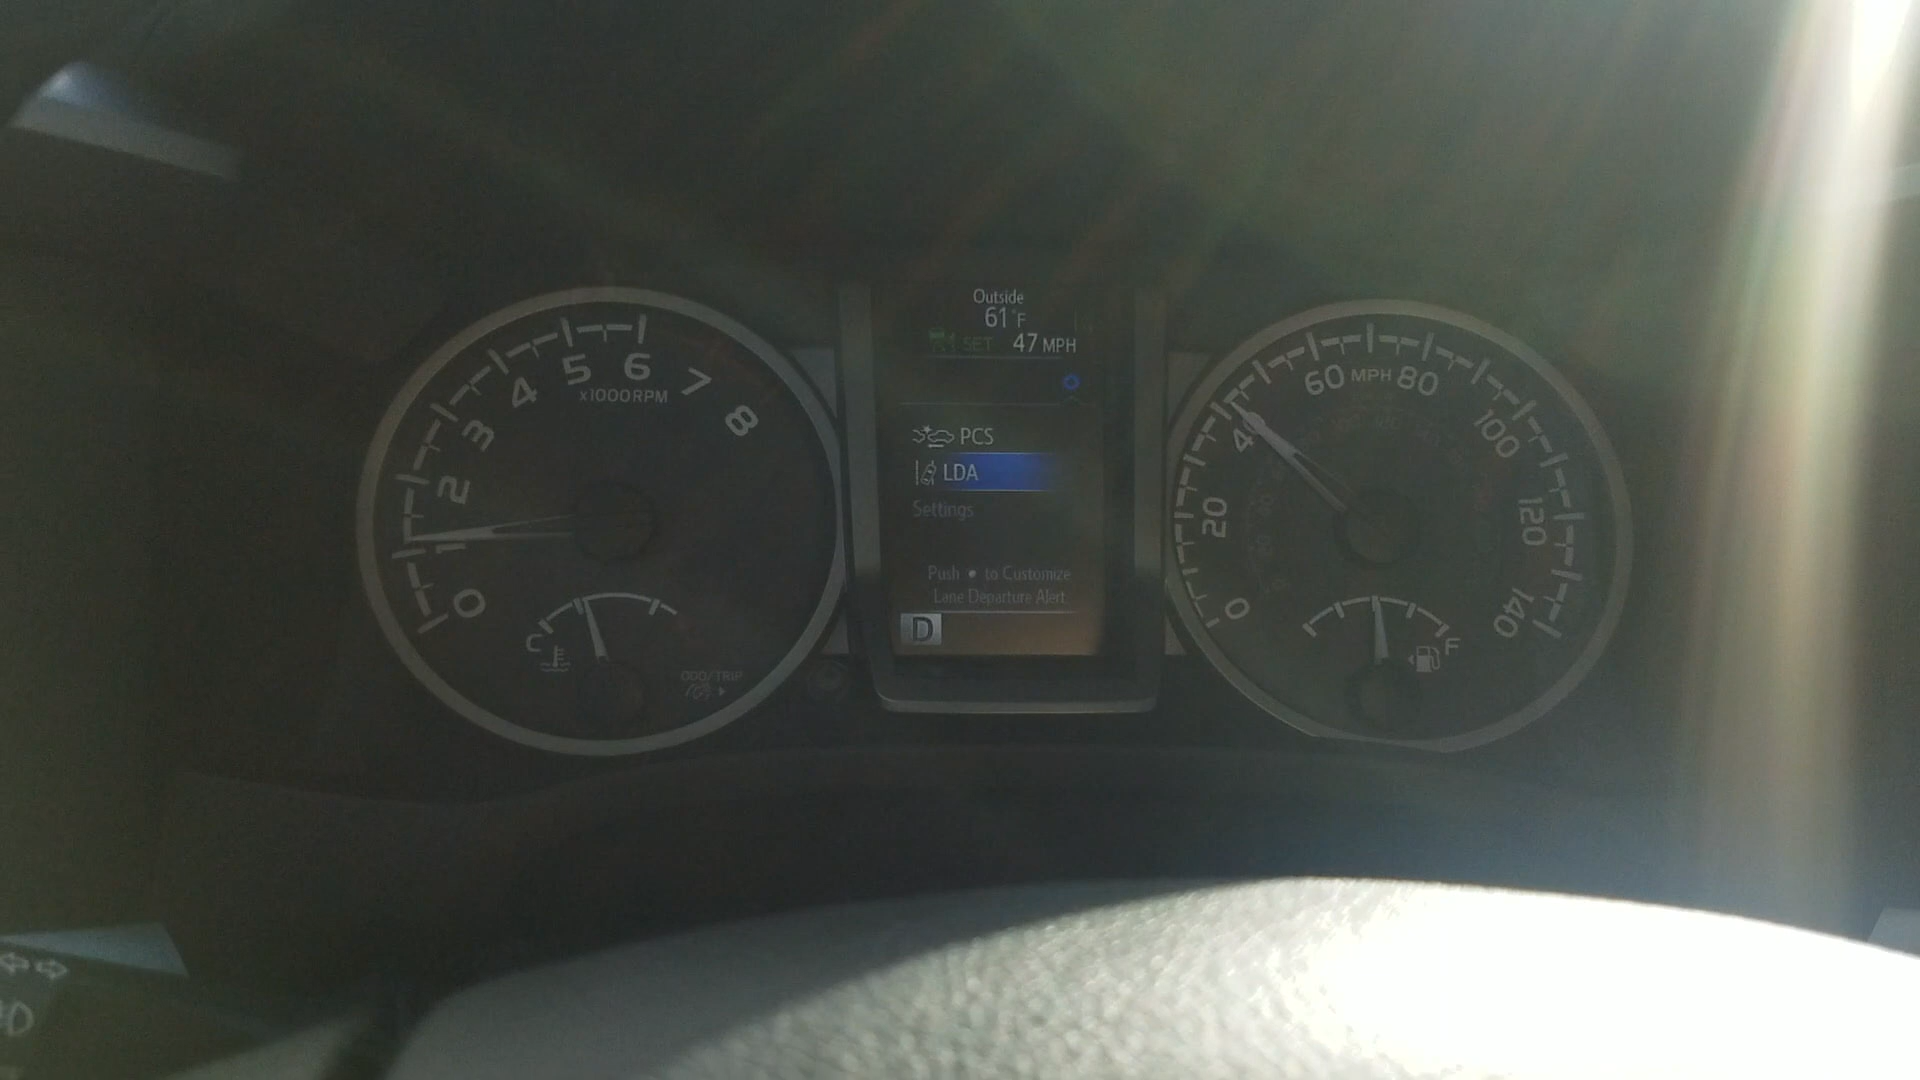 Outside
61°F
SET 47 MPH
PCS
LDA
Settings
Push • to Customize
Lane Departure Alert
D
0 1 2 3 4 5 6 7 8
x1000RPM
C
ODO/TRIP
0 20 40 60 MPH 80 100 120 140
F